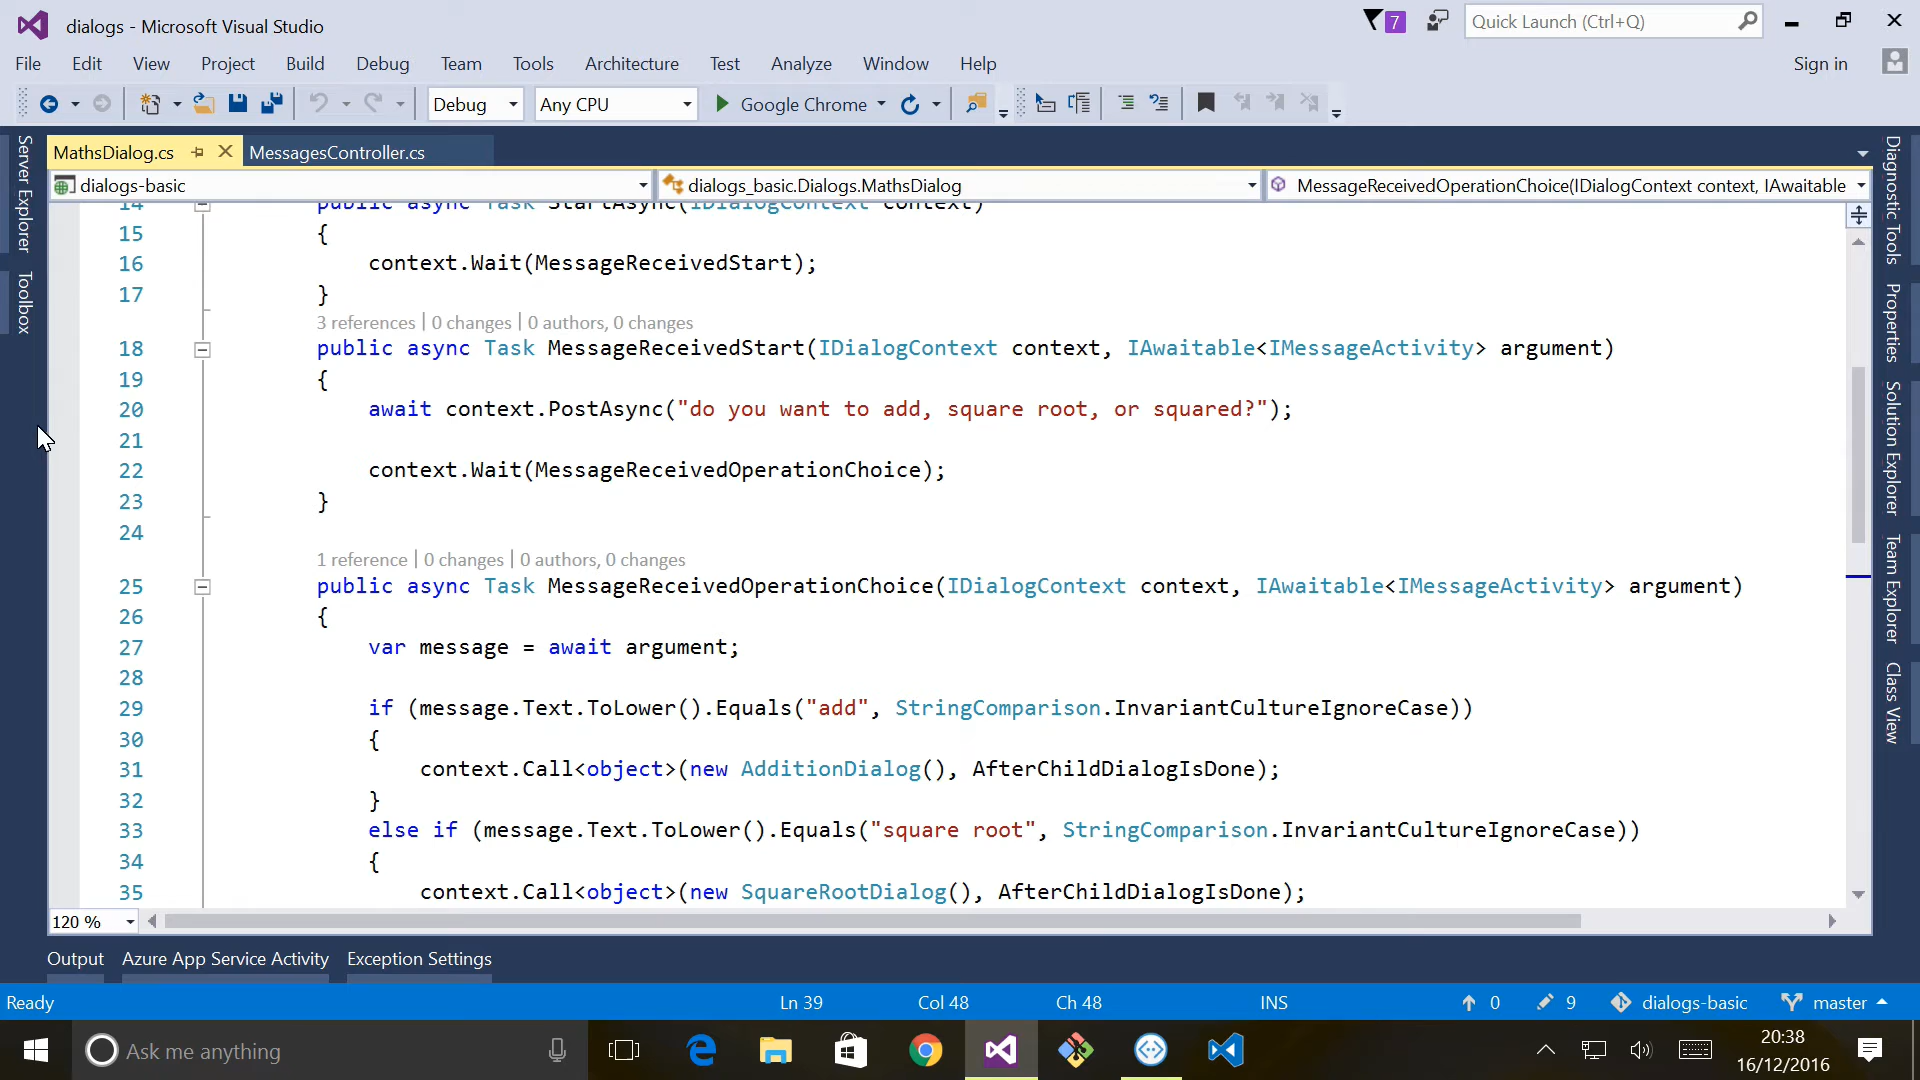 dialogs - Microsoft Visual Studio
7
Quick Launch (Ctrl+Q)
File Edit View Project Build Debug Team Tools Architecture Test Analyze Window Help
Sign in
Debug Any CPU Google Chrome
Server Explorer
Toolbox
MathsDialog.cs MessagesController.cs
dialogs-basic dialogs_basic.Dialogs.MathsDialog MessageReceivedOperationChoice(IDialogContext context, IAwaitable
14 public async Task StartAsync(IDialogContext context)
15 {
16 context.Wait(MessageReceivedStart);
17 }
3 references | 0 changes | 0 authors, 0 changes
18 public async Task MessageReceivedStart(IDialogContext context, IAwaitable<IMessageActivity> argument)
19 {
20 await context.PostAsync("do you want to add, square root, or squared?");
21
22 context.Wait(MessageReceivedOperationChoice);
23 }
24
1 reference | 0 changes | 0 authors, 0 changes
25 public async Task MessageReceivedOperationChoice(IDialogContext context, IAwaitable<IMessageActivity> argument)
26 {
27 var message = await argument;
28
29 if (message.Text.ToLower().Equals("add", StringComparison.InvariantCultureIgnoreCase))
30 {
31 context.Call<object>(new AdditionDialog(), AfterChildDialogIsDone);
32 }
33 else if (message.Text.ToLower().Equals("square root", StringComparison.InvariantCultureIgnoreCase))
34 {
35 context.Call<object>(new SquareRootDialog(), AfterChildDialogIsDone);
120 %
Diagnostic Tools
Properties
Solution Explorer
Team Explorer
Class View
Output Azure App Service Activity Exception Settings
Ready Ln 39 Col 48 Ch 48 INS 0 9 dialogs-basic master
Ask me anything
20:38
16/12/2016